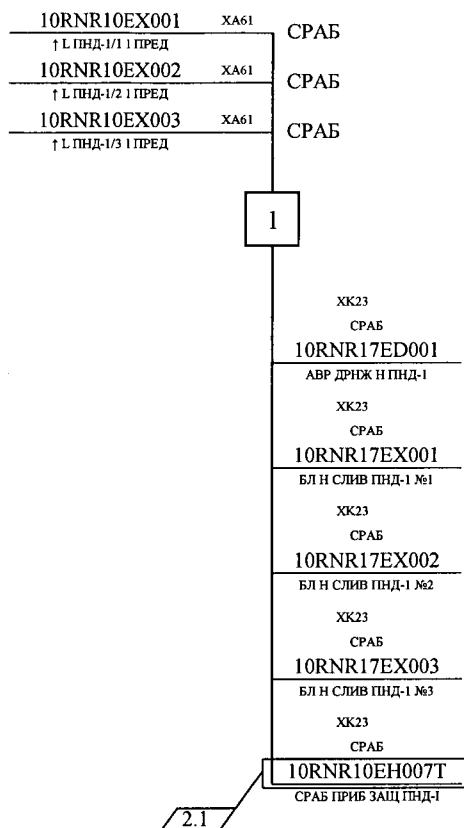 10RNR10EX001 XA61 СРАБ
↑ L ПНД-1/1 1 ПРЕД
10RNR10EX002 XA61 СРАБ
↑ L ПНД-1/2 1 ПРЕД
10RNR10EX003 XA61 СРАБ
↑ L ПНД-1/3 1 ПРЕД
1
XK23
СРАБ
10RNR17ED001
АВР ДРНЖ Н ПНД-1
XK23
СРАБ
10RNR17EX001
БЛ Н СЛИВ ПНД-1 №1
XK23
СРАБ
10RNR17EX002
БЛ Н СЛИВ ПНД-1 №2
XK23
СРАБ
10RNR17EX003
БЛ Н СЛИВ ПНД-1 №3
XK23
СРАБ
10RNR10EH007T
СРАБ ПРИБ ЗАЩ ПНД-I
2.1